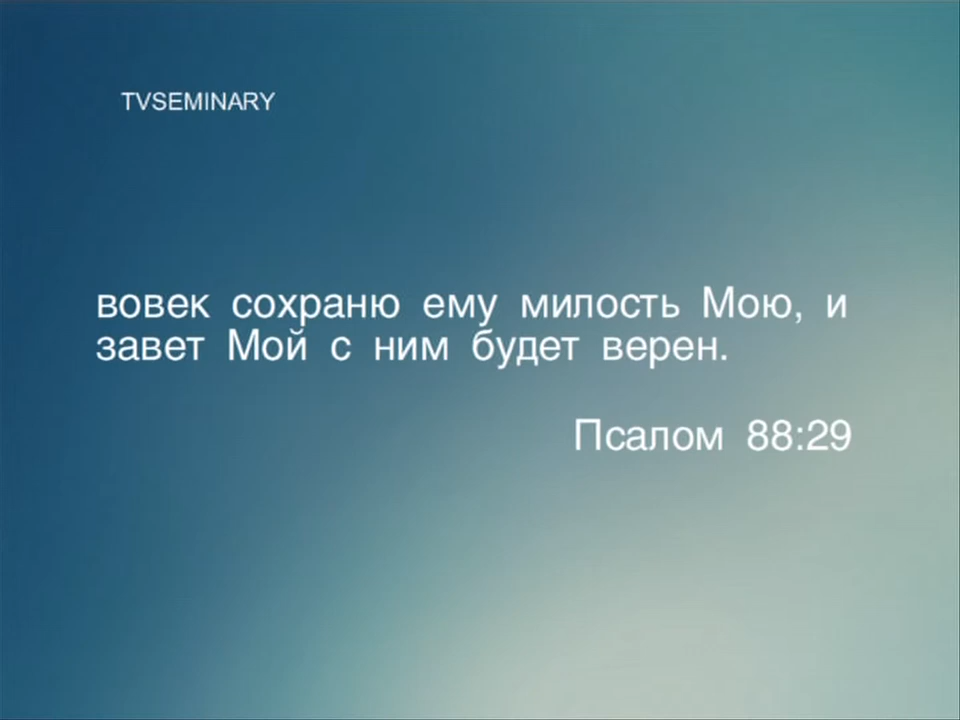 TVSEMINARY
вовек сохраню ему милость Мою, и
завет Мой с ним будет верен.
Псалом 88:29